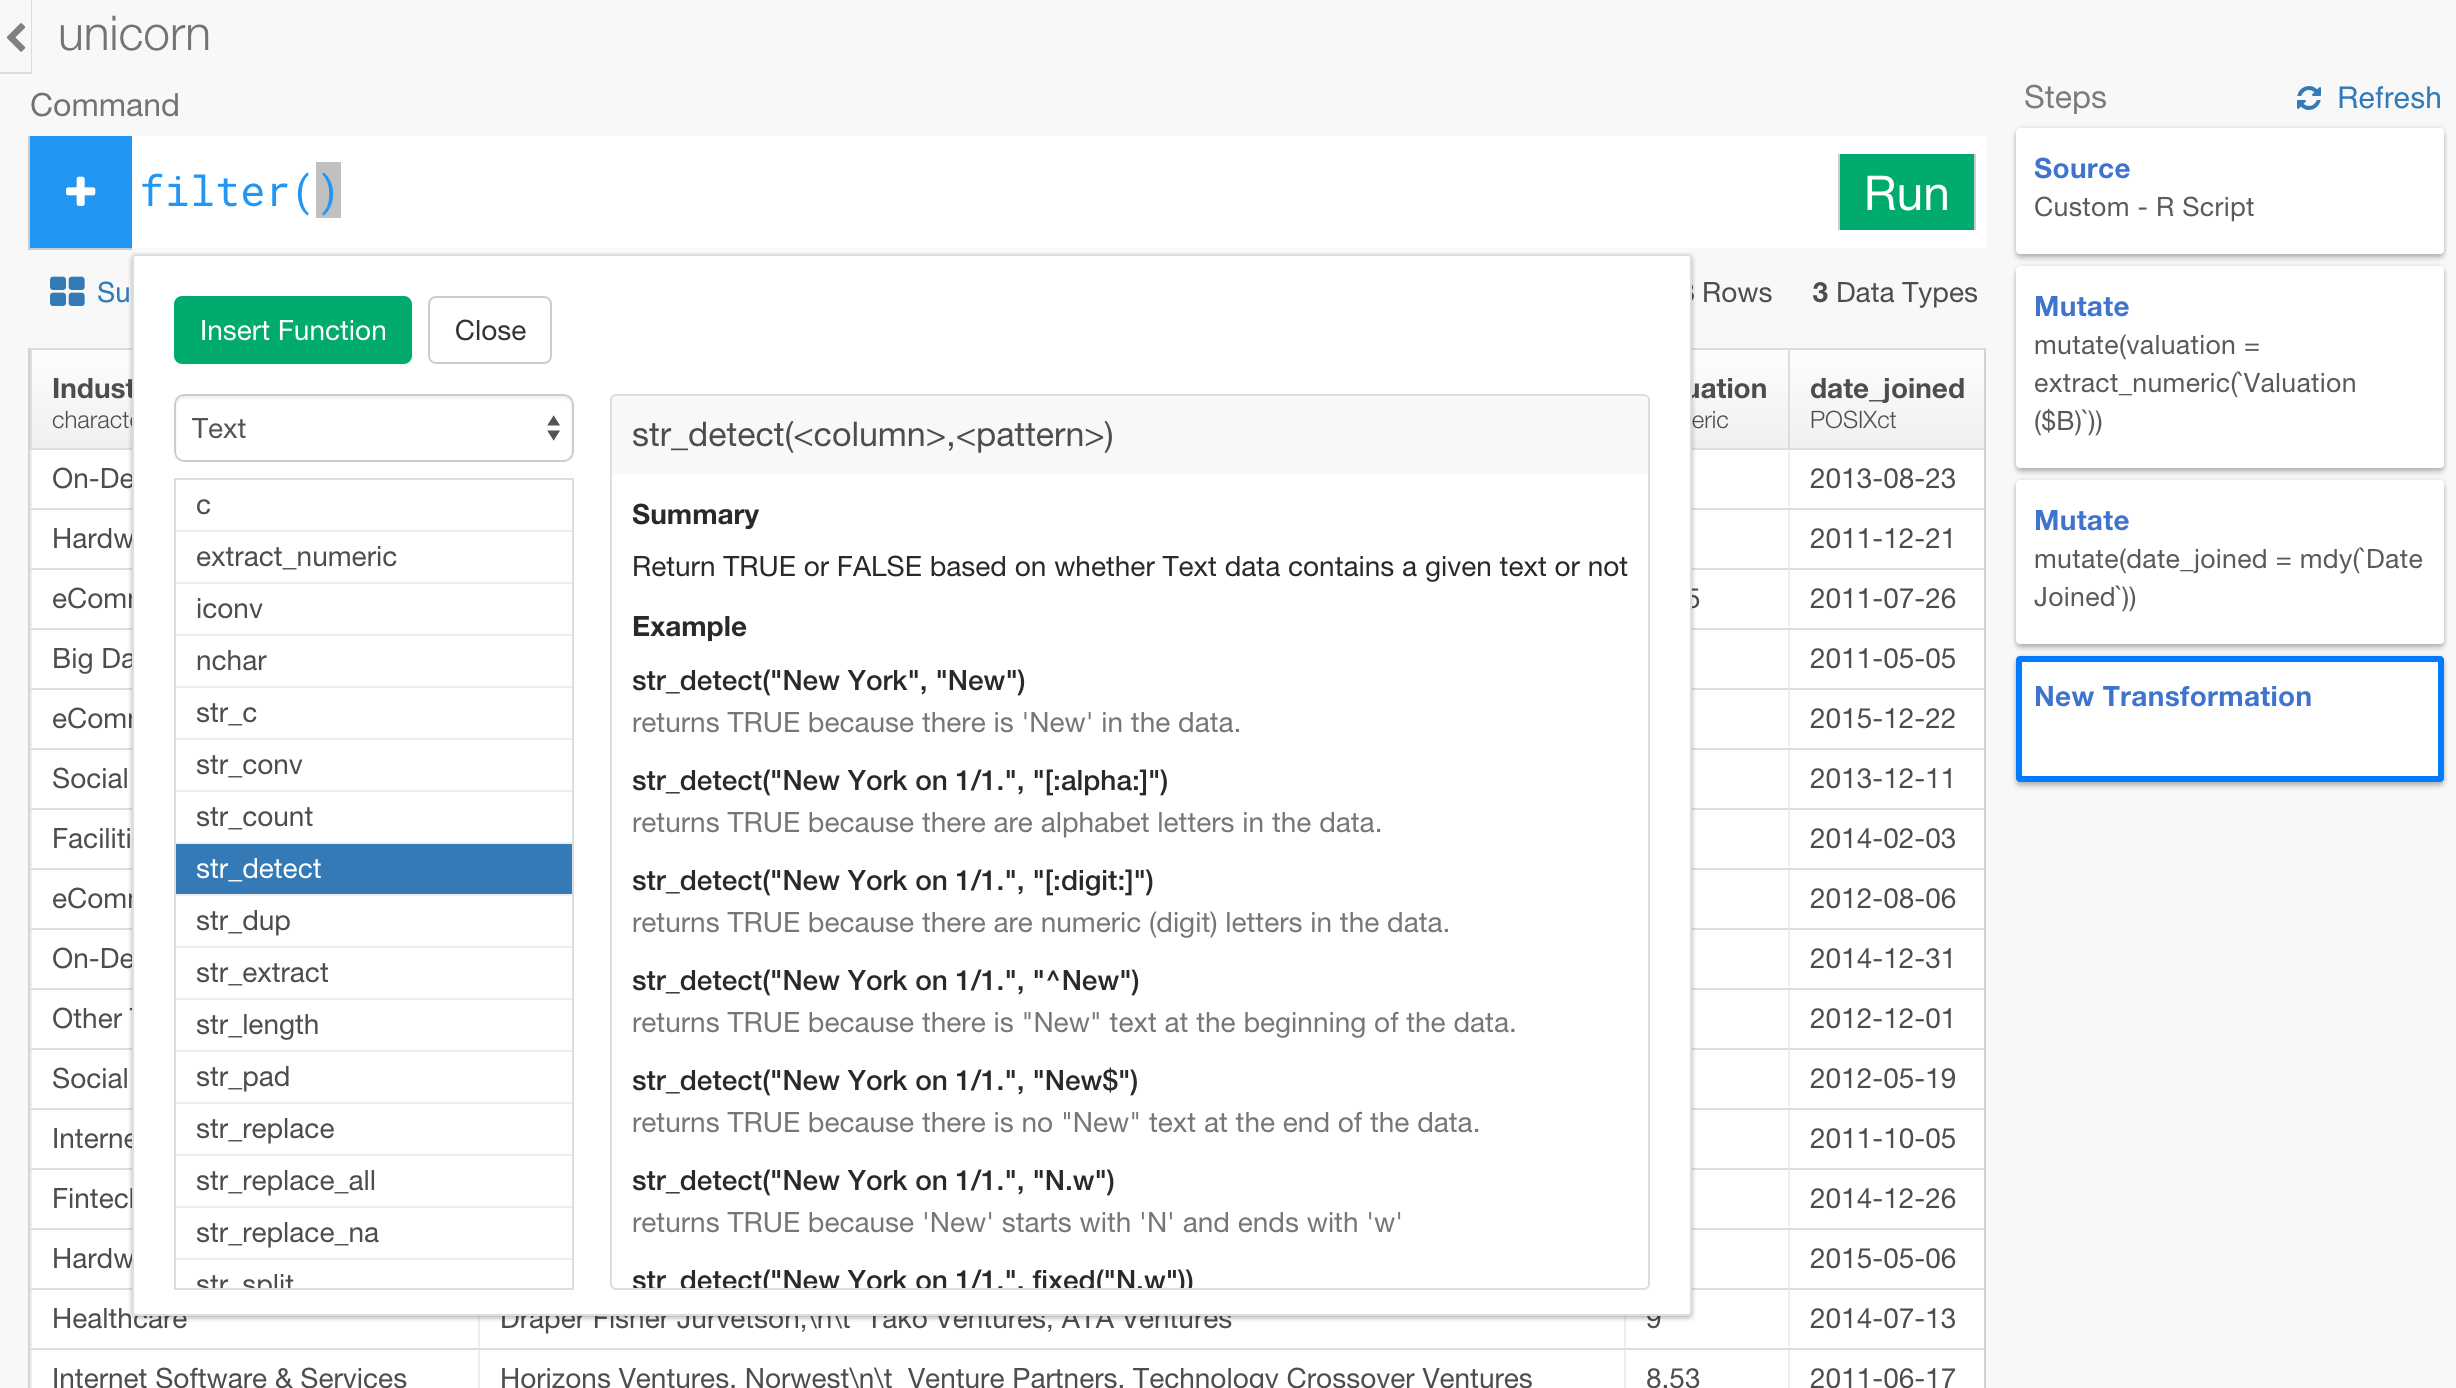 unicorn
Command
filter()
Run
Steps
Refresh
Source
Custom - R Script
Mutate
mutate(valuation =
extract_numeric(`Valuation
($B)`))
Mutate
mutate(date_joined = mdy(`Date
Joined`))
New Transformation
Su
Rows
3 Data Types
Insert Function
Close
Text
c
extract_numeric
iconv
nchar
str_c
str_conv
str_count
str_detect
str_dup
str_extract
str_length
str_pad
str_replace
str_replace_all
str_replace_na
str_split
str_detect(<column>,<pattern>)
Summary
Return TRUE or FALSE based on whether Text data contains a given text or not
Example
str_detect("New York", "New")
returns TRUE because there is 'New' in the data.
str_detect("New York on 1/1.", "[:alpha:]")
returns TRUE because there are alphabet letters in the data.
str_detect("New York on 1/1.", "[:digit:]")
returns TRUE because there are numeric (digit) letters in the data.
str_detect("New York on 1/1.", "^New")
returns TRUE because there is "New" text at the beginning of the data.
str_detect("New York on 1/1.", "New$")
returns TRUE because there is no "New" text at the end of the data.
str_detect("New York on 1/1.", "N.w")
returns TRUE because 'New' starts with 'N' and ends with 'w'
str_detect("New York on 1/1.", fixed("N.w"))
Indust
characte
uation
eric
date_joined
POSIXct
On-De
2013-08-23
Hardw
2011-12-21
eComm
5
2011-07-26
Big Da
2011-05-05
eComm
2015-12-22
Social
2013-12-11
Faciliti
2014-02-03
eComm
2012-08-06
On-De
2014-12-31
Other
2012-12-01
Social
2012-05-19
Interne
2011-10-05
Fintech
2014-12-26
Hardw
2015-05-06
Healthcare
Draper Fisher Jurvetson,\n\t Tako Ventures, ATA Ventures
9
2014-07-13
Internet Software & Services
Horizons Ventures, Norwest\n\t Venture Partners, Technology Crossover Ventures
8.53
2011-06-17